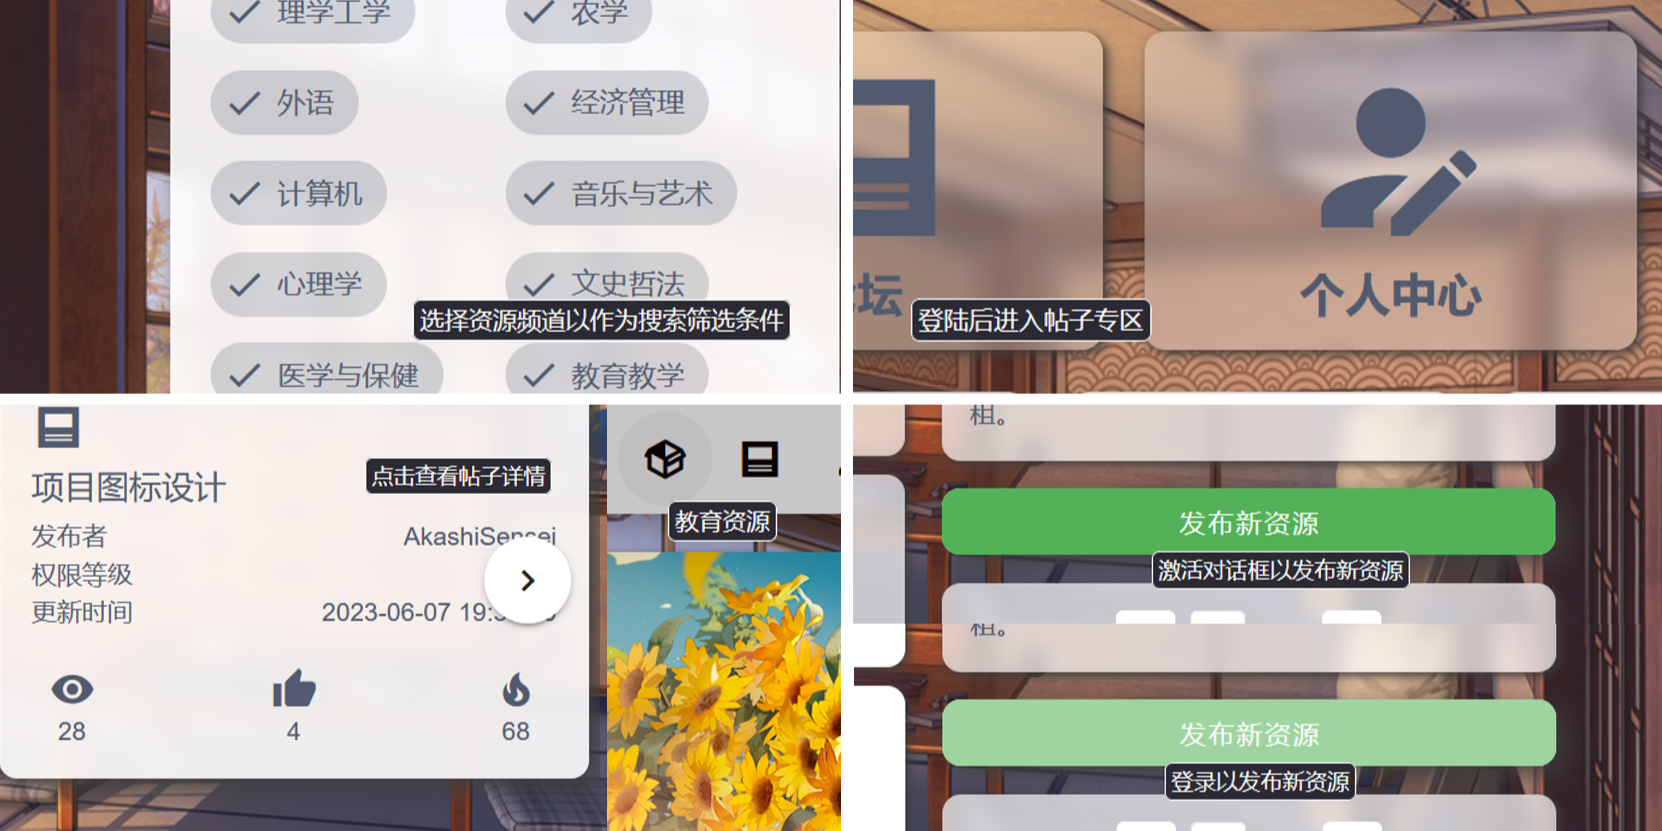 理学工学
农学
外语
经济管理
计算机
音乐与艺术
心理学
文史哲法
选择资源频道以作为搜索筛选条件
医学与保健
教育教学
坛
个人中心
登陆后进入帖子专区
项目图标设计
点击查看帖子详情
发布者
AkashiSensei
权限等级
更新时间
2023-06-07 19:
28
4
68
教育资源
租。
发布新资源
激活对话框以发布新资源
租。
发布新资源
登录以发布新资源